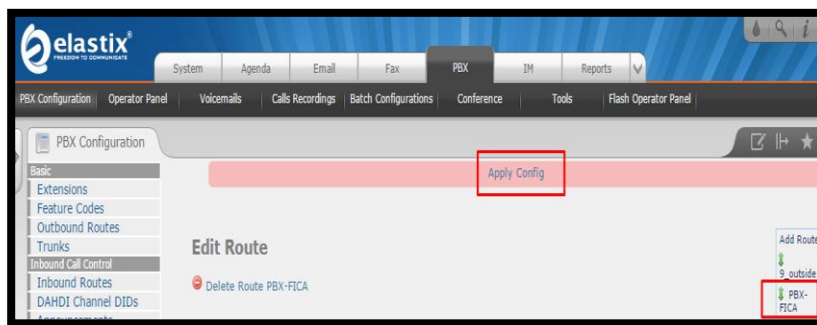 elastix®
FREEDOM TO COMMUNICATE
System Agenda Email Fax PBX IM Reports
PBX Configuration Operator Panel Voicemails Calls Recordings Batch Configurations Conference Tools Flash Operator Panel
PBX Configuration
Basic
Extensions
Feature Codes
Outbound Routes
Trunks
Inbound Call Control
Inbound Routes
DAHDI Channel DIDs
Announcements
Apply Config
Edit Route
Delete Route PBX-FICA
Add Route
9_outside
PBX-
FICA